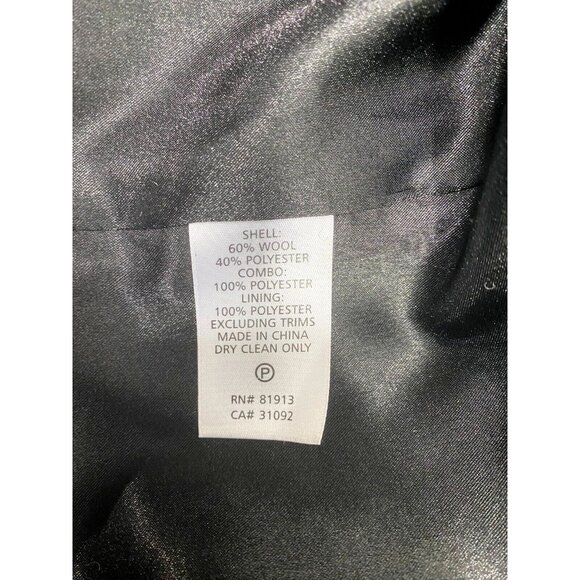 SHELL:
60% WOOL
40% POLYESTER
COMBO:
100% POLYESTER
LINING:
100% POLYESTER
EXCLUDING TRIMS
MADE IN CHINA
DRY CLEAN ONLY
P
RN# 81913
CA# 31092